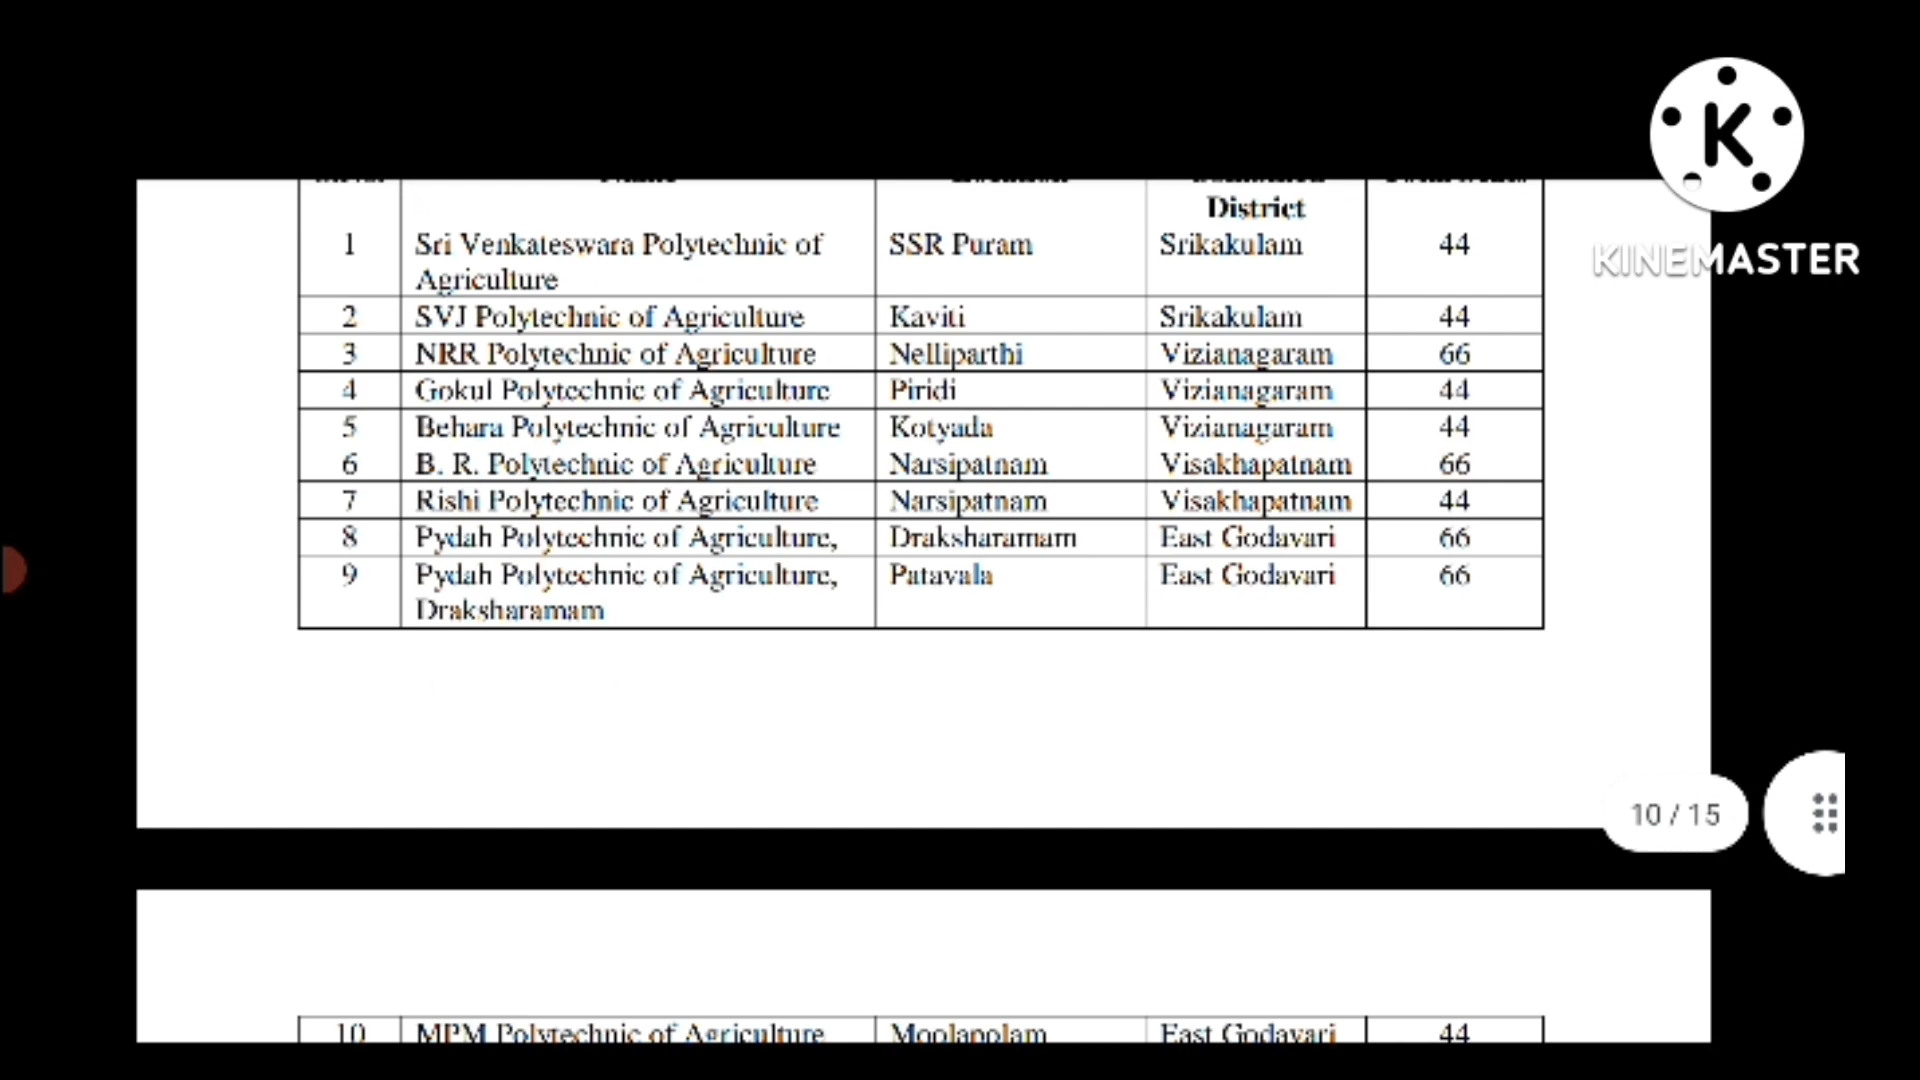 District
1 Sri Venkateswara Polytechnic of Agriculture SSR Puram Srikakulam 44
2 SVJ Polytechnic of Agriculture Kaviti Srikakulam 44
3 NRR Polytechnic of Agriculture Nelliparthi Vizianagaram 66
4 Gokul Polytechnic of Agriculture Piridi Vizianagaram 44
5 Behara Polytechnic of Agriculture Kotyada Vizianagaram 44
6 B. R. Polytechnic of Agriculture Narsipatnam Visakhapatnam 66
7 Rishi Polytechnic of Agriculture Narsipatnam Visakhapatnam 44
8 Pydah Polytechnic of Agriculture, Draksharamam East Godavari 66
9 Pydah Polytechnic of Agriculture, Draksharamam Patavala East Godavari 66
10 MPM Polytechnic of Agriculture Moolapolam East Godavari 44
10 / 15
K
KINEMASTER